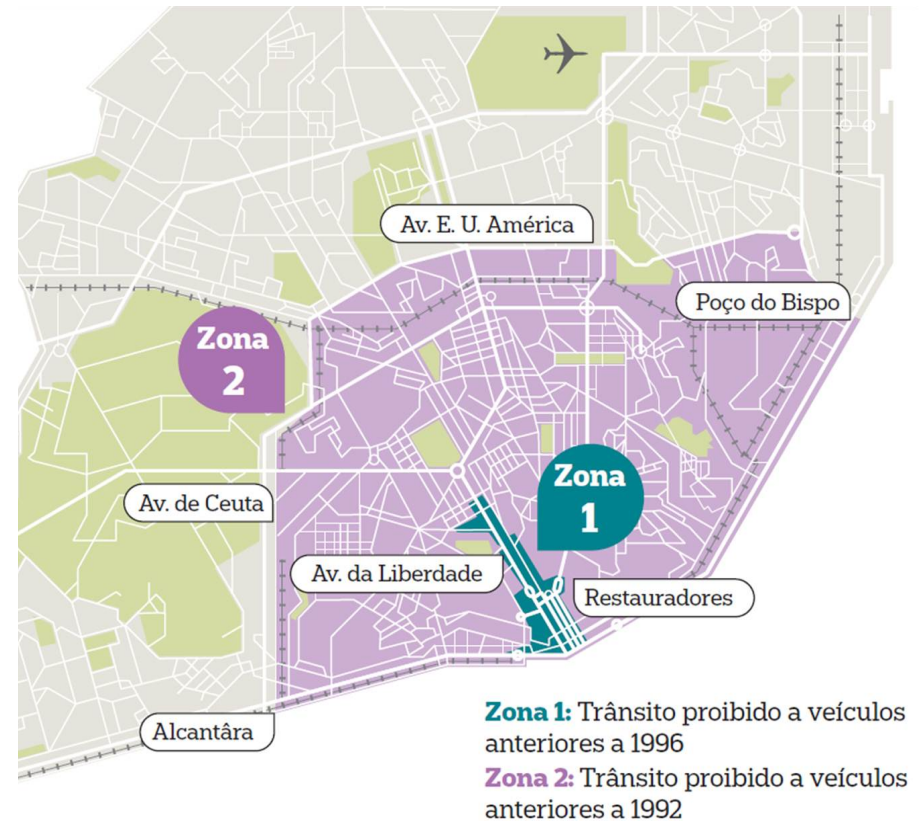 Av. E. U. América
Poço do Bispo
Zona
2
Zona
1
Av. de Ceuta
Av. da Liberdade
Restauradores
Alcantâra
Zona 1: Trânsito proibido a veículos
anteriores a 1996
Zona 2: Trânsito proibido a veículos
anteriores a 1992